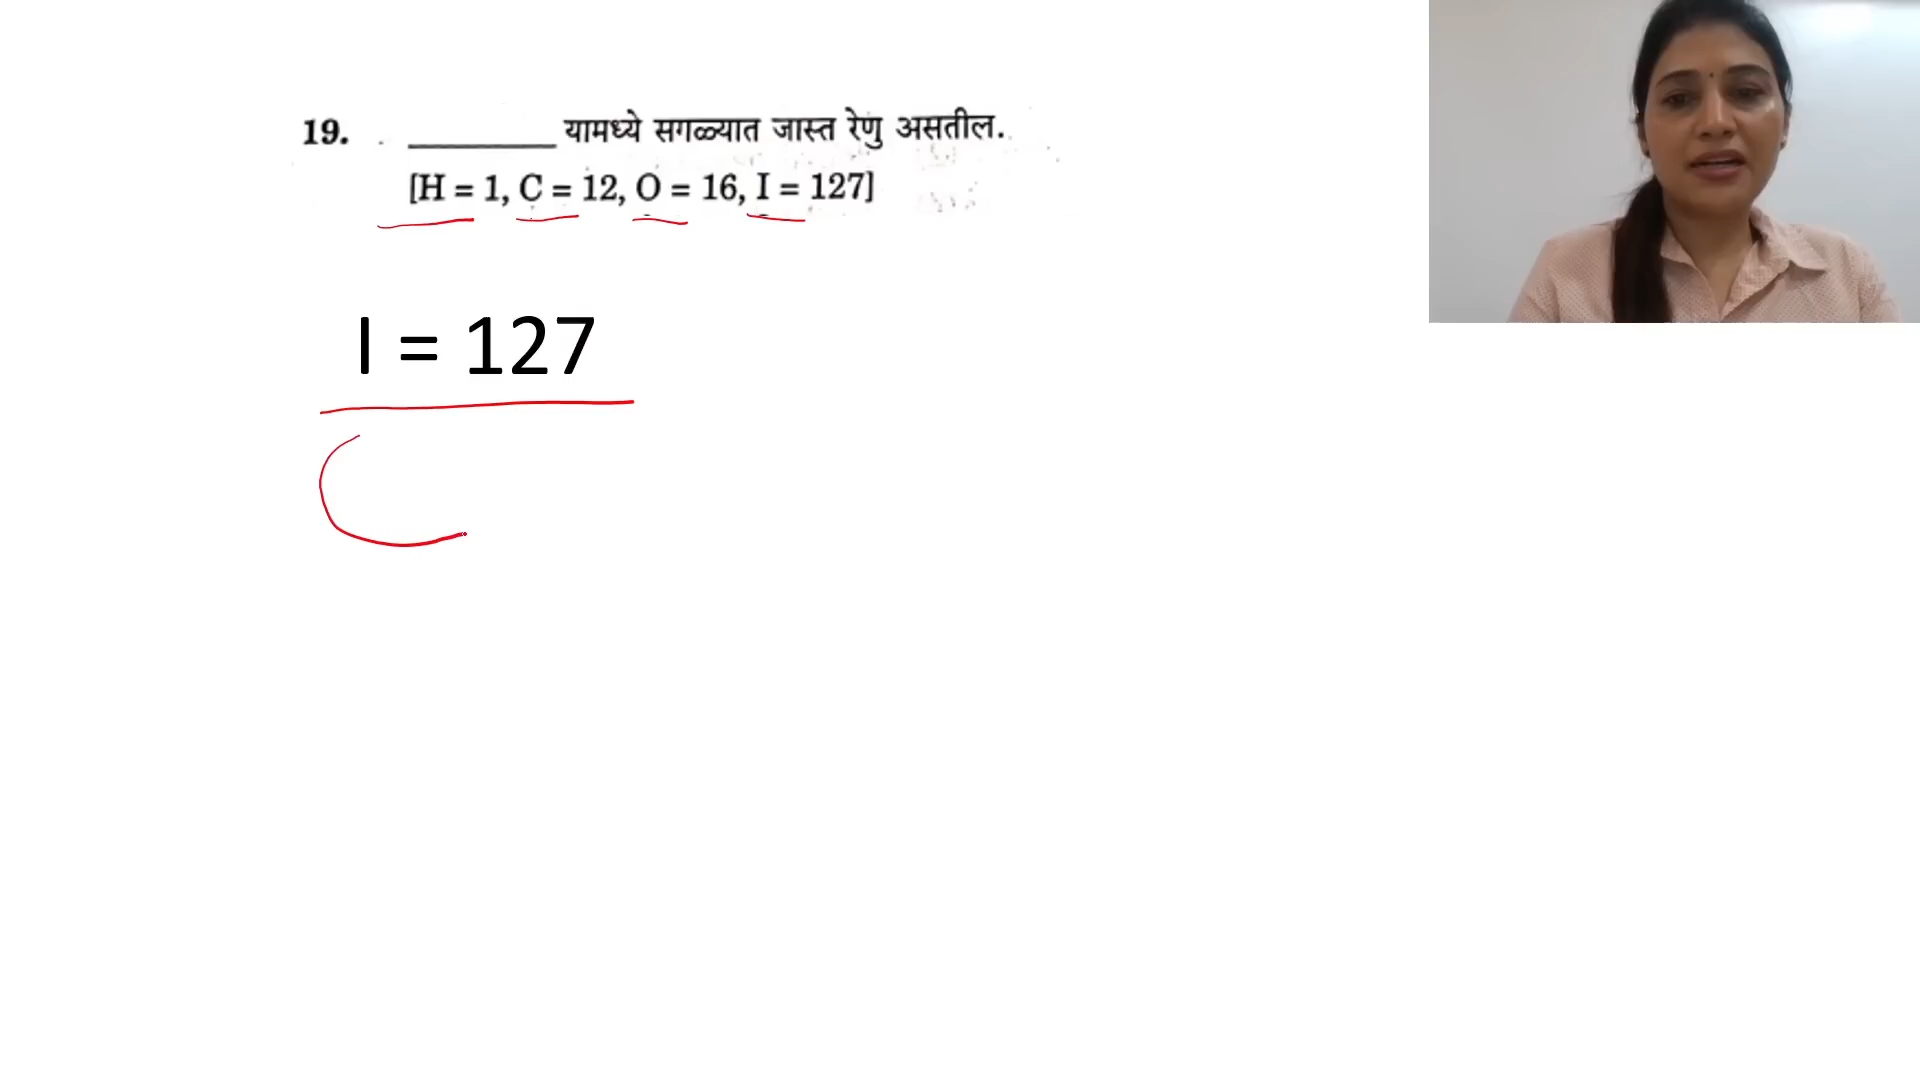 19. ________ यामध्ये सगळ्यात जास्त रेणु असतील.
[H = 1, C = 12, O = 16, I = 127]
I = 127